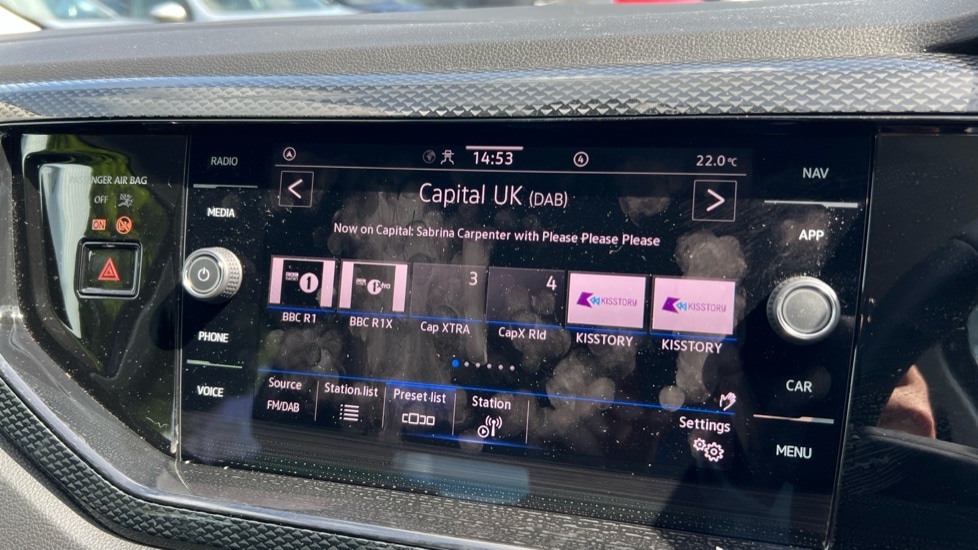 PASSENGER AIR BAG
OFF
RADIO
MEDIA
PHONE
VOICE
14:53
4
22.0 °C
<
Capital UK (DAB)
>
Now on Capital: Sabrina Carpenter with Please Please Please
1
3
4
KISSTORY
KISSTORY
BBC R1
BBC R1X
Cap XTRA
CapX Rld
KISSTORY
KISSTORY
Source
FM/DAB
Station list
Preset list
Station
Settings
NAV
APP
CAR
MENU